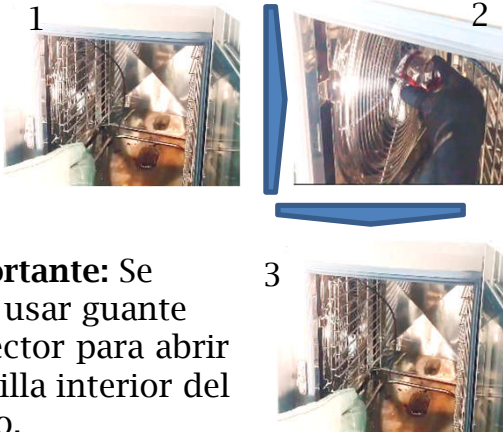 1
2
ortante: Se
usar guante
ector para abrir
illa interior del
o.
3